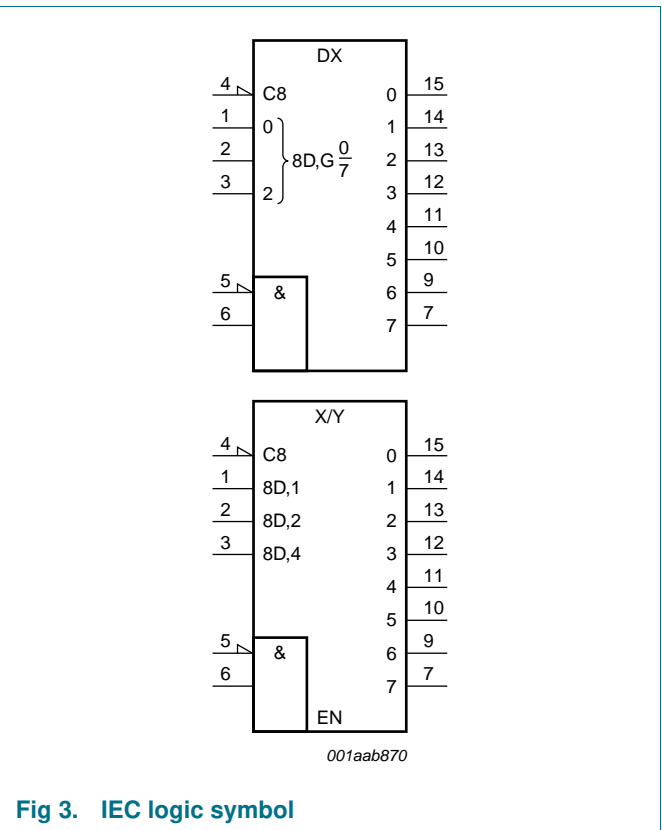 DX
4 C8 0 15
1 0 1 14
2 8D,G 0/7 2 13
3 2 3 12
4 11
5 10
5 & 6 9
6 7 7
X/Y
4 C8 0 15
1 8D,1 1 14
2 8D,2 2 13
3 8D,4 3 12
4 11
5 10
5 & 6 9
6 7 7
EN
001aab870
Fig 3. IEC logic symbol